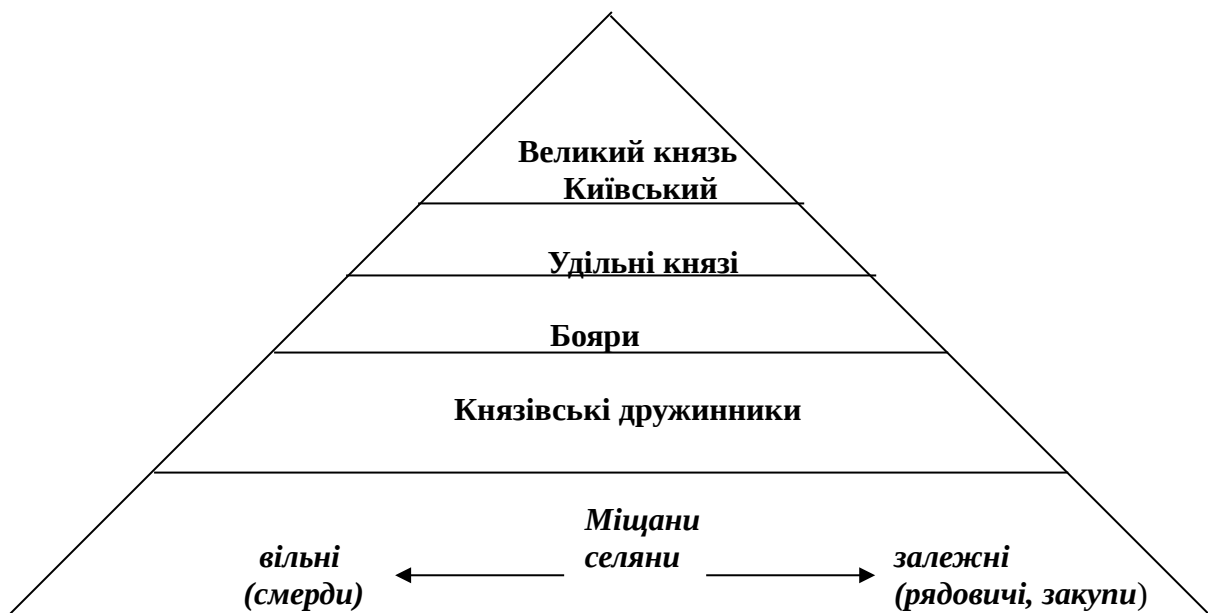 Великий князь
Київський
Удільні князі
Бояри
Князівські дружинники
Міщани
вільні селяни залежні
(смерди) (рядовичі, закупи)